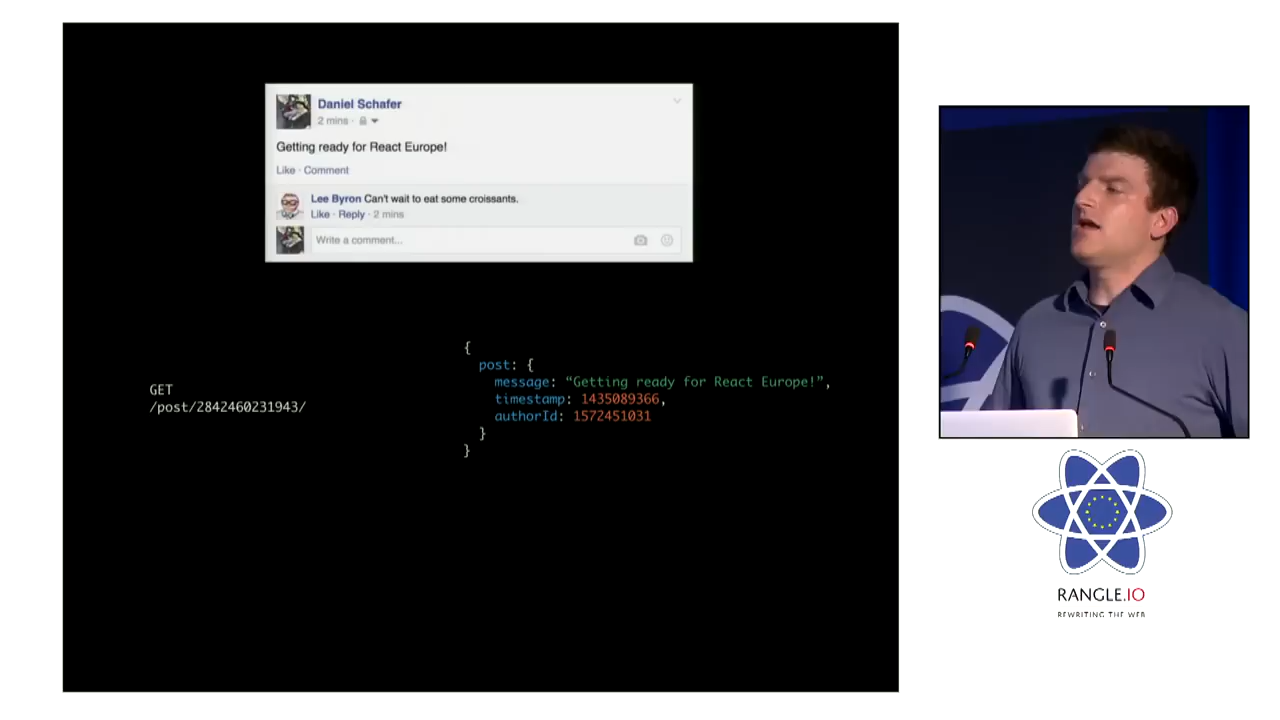 Daniel Schafer
2 mins ·
Getting ready for React Europe!
Like · Comment
Lee Byron Can't wait to eat some croissants.
Like · Reply · 2 mins
Write a comment...
GET
/post/2842460231943/
{
post: {
message: “Getting ready for React Europe!”,
timestamp: 1435089366,
authorId: 1572451031
}
}
RANGLE.IO
REWRITING THE WEB